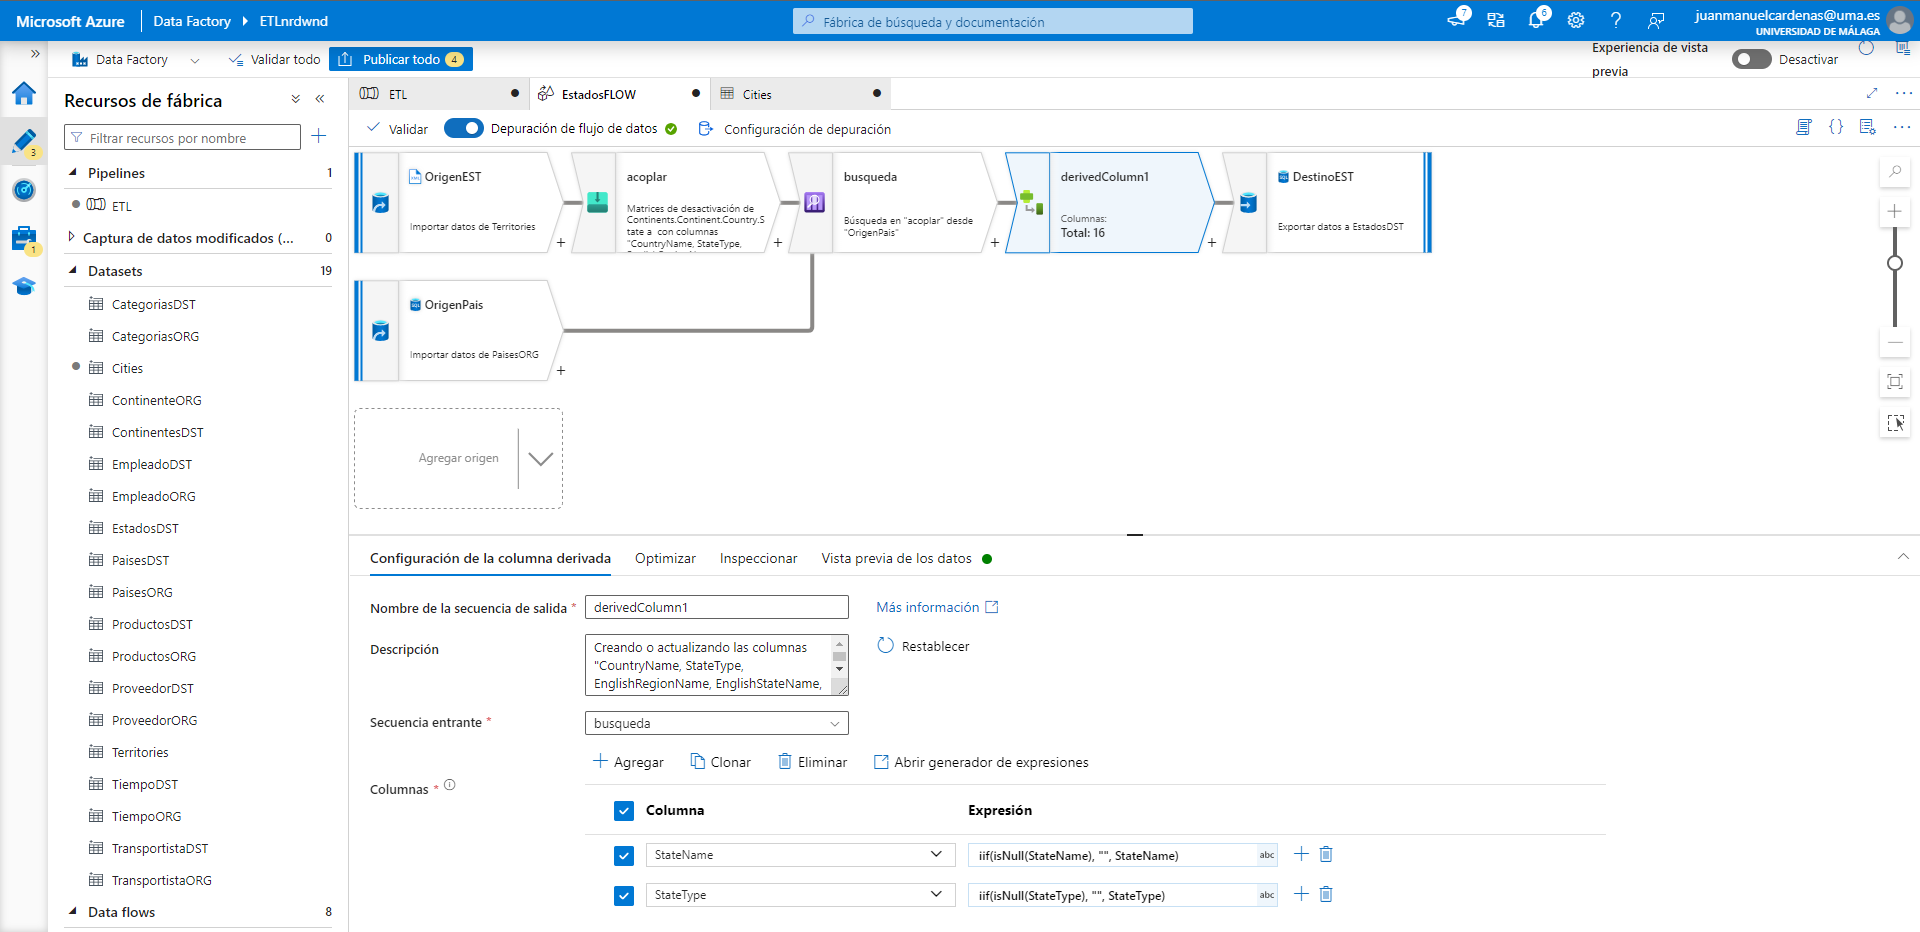 Microsoft Azure
Data Factory
ETLnrdwnd
Fábrica de búsqueda y documentación
7
6
juanmanuelcardenas@uma.es
UNIVERSIDAD DE MÁLAGA
Data Factory
Validar todo
Publicar todo
4
Experiencia de vista
previa
Desactivar
3
1
Recursos de fábrica
Filtrar recursos por nombre
Pipelines
1
ETL
Captura de datos modificados (...
0
Datasets
19
CategoriasDST
CategoriasORG
Cities
ContinenteORG
ContinentesDST
EmpleadoDST
EmpleadoORG
EstadosDST
PaisesDST
PaisesORG
ProductosDST
ProductosORG
ProveedorDST
ProveedorORG
Territories
TiempoDST
TiempoORG
TransportistaDST
TransportistaORG
Data flows
8
ETL
EstadosFLOW
Cities
Validar
Depuración de flujo de datos
Configuración de depuración
OrigenEST
Importar datos de Territories
acoplar
Matrices de desactivación de
Continents.Continent.Country.S
tate a con columnas
"CountryName, StateType,
busqueda
Búsqueda en "acoplar" desde
"OrigenPais"
derivedColumn1
Columnas:
Total: 16
DestinoEST
Exportar datos a EstadosDST
OrigenPais
Importar datos de PaisesORG
Agregar origen
Configuración de la columna derivada
Optimizar
Inspeccionar
Vista previa de los datos
Nombre de la secuencia de salida *
derivedColumn1
Más información
Descripción
Creando o actualizando las columnas
"CountryName, StateType,
EnglishRegionName, EnglishStateName,
Restablecer
Secuencia entrante *
busqueda
Agregar
Clonar
Eliminar
Abrir generador de expresiones
Columnas *
Columna
Expresión
StateName
iif(isNull(StateName), "", StateName)
abc
StateType
iif(isNull(StateType), "", StateType)
abc